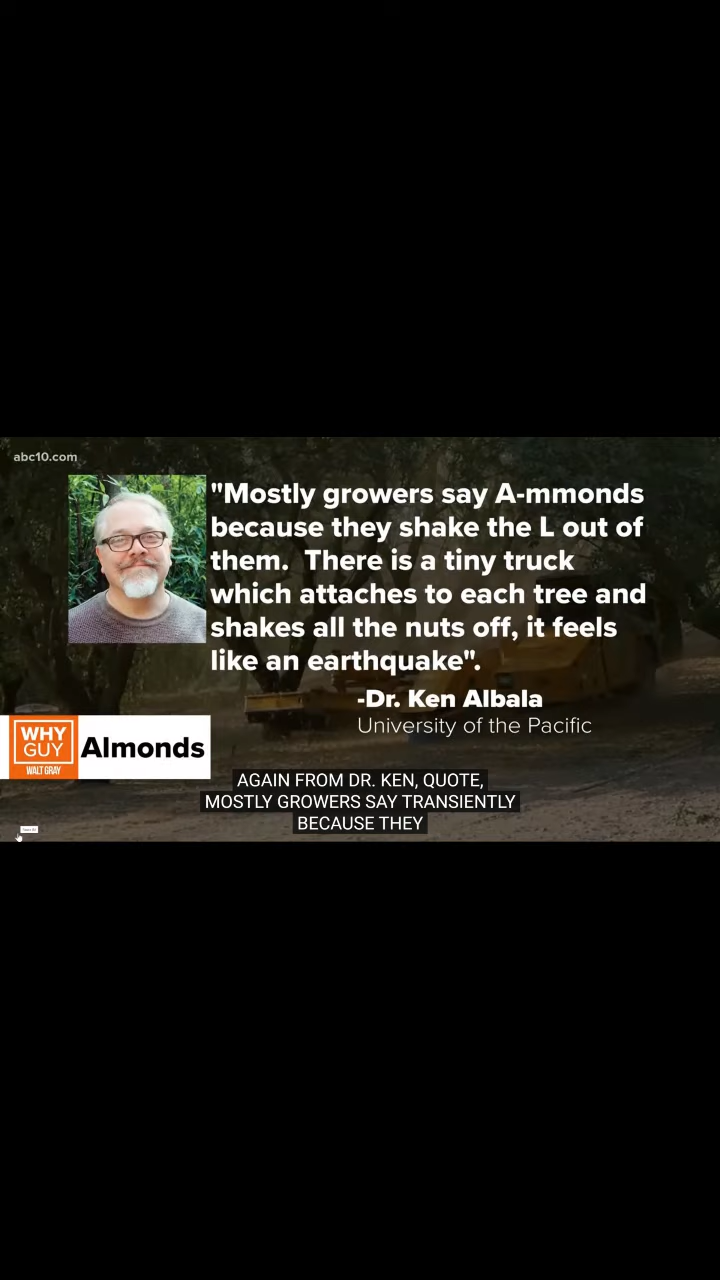 abc10.com
"Mostly growers say A-mmonds
because they shake the L out of
them.  There is a tiny truck
which attaches to each tree and
shakes all the nuts off, it feels
like an earthquake".
-Dr. Ken Albala
University of the Pacific
WHY
GUY
WALT GRAY
Almonds
AGAIN FROM DR. KEN, QUOTE,
MOSTLY GROWERS SAY TRANSIENTLY
BECAUSE THEY